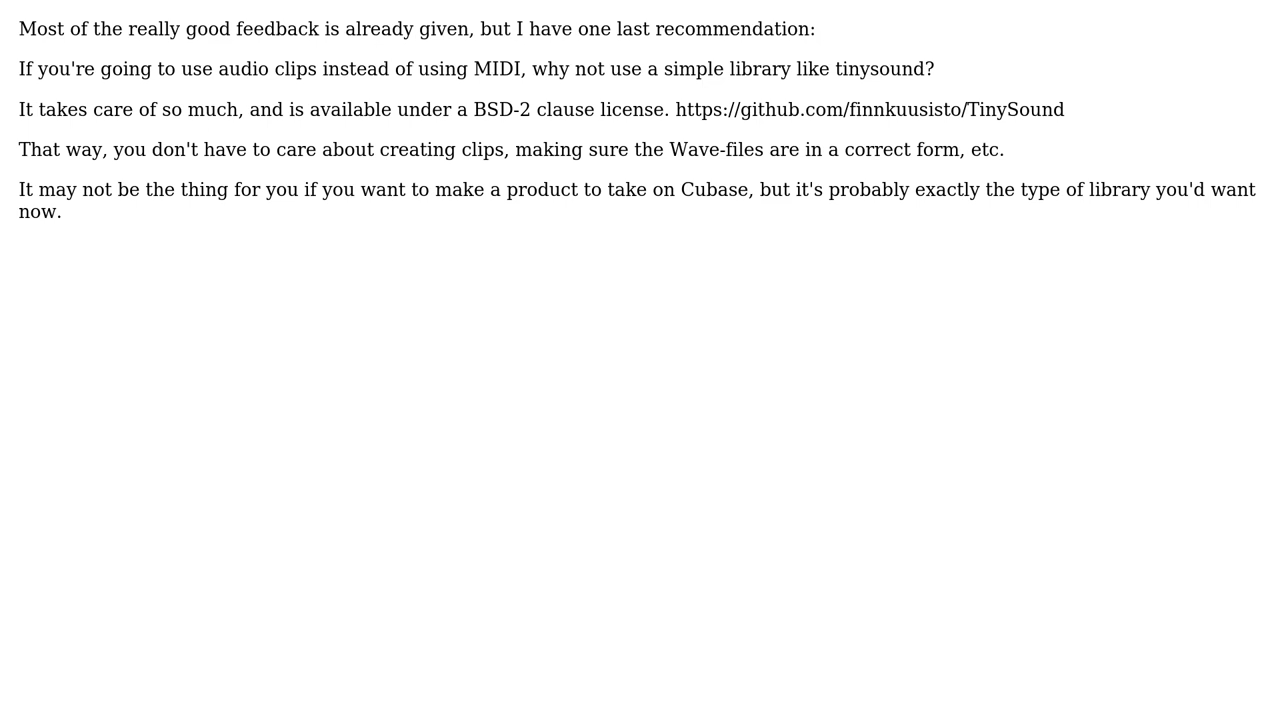 Most of the really good feedback is already given, but I have one last recommendation:
If you're going to use audio clips instead of using MIDI, why not use a simple library like tinysound?
It takes care of so much, and is available under a BSD-2 clause license. https://github.com/finnkuusisto/TinySound
That way, you don't have to care about creating clips, making sure the Wave-files are in a correct form, etc.
It may not be the thing for you if you want to make a product to take on Cubase, but it's probably exactly the type of library you'd want
now.